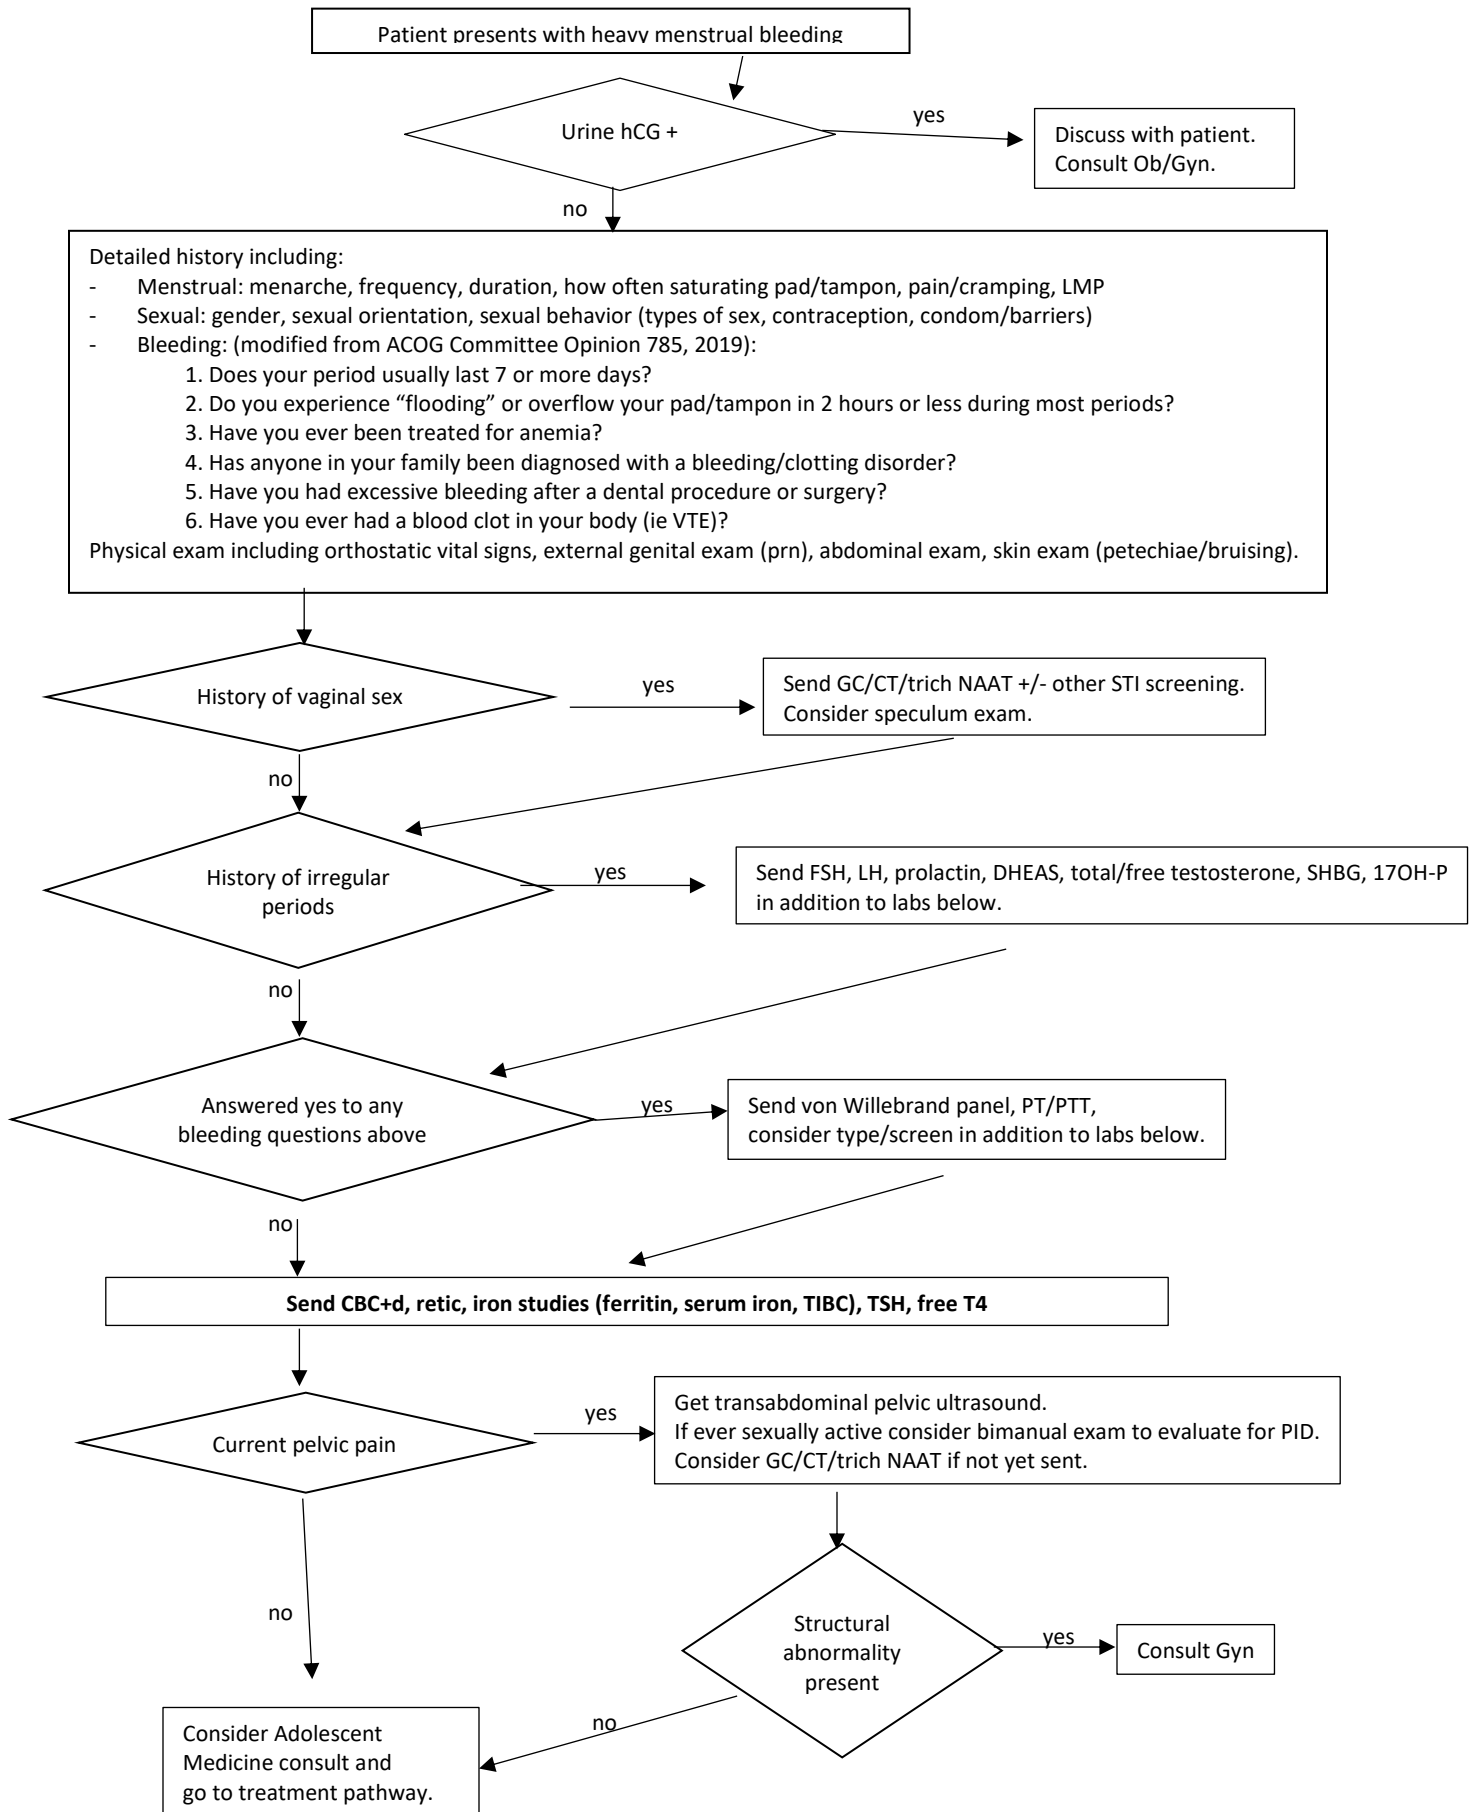 Patient presents with heavy menstrual bleeding
Urine hCG +
yes
Discuss with patient.
Consult Ob/Gyn.
no
Detailed history including:
- Menstrual: menarche, frequency, duration, how often saturating pad/tampon, pain/cramping, LMP
- Sexual: gender, sexual orientation, sexual behavior (types of sex, contraception, condom/barriers)
- Bleeding: (modified from ACOG Committee Opinion 785, 2019):
1. Does your period usually last 7 or more days?
2. Do you experience “flooding” or overflow your pad/tampon in 2 hours or less during most periods?
3. Have you ever been treated for anemia?
4. Has anyone in your family been diagnosed with a bleeding/clotting disorder?
5. Have you had excessive bleeding after a dental procedure or surgery?
6. Have you ever had a blood clot in your body (ie VTE)?
Physical exam including orthostatic vital signs, external genital exam (prn), abdominal exam, skin exam (petechiae/bruising).
History of vaginal sex
yes
Send GC/CT/trich NAAT +/- other STI screening.
Consider speculum exam.
no
History of irregular
periods
yes
Send FSH, LH, prolactin, DHEAS, total/free testosterone, SHBG, 17OH-P
in addition to labs below.
no
Answered yes to any
bleeding questions above
yes
Send von Willebrand panel, PT/PTT,
consider type/screen in addition to labs below.
no
Send CBC+d, retic, iron studies (ferritin, serum iron, TIBC), TSH, free T4
Current pelvic pain
yes
Get transabdominal pelvic ultrasound.
If ever sexually active consider bimanual exam to evaluate for PID.
Consider GC/CT/trich NAAT if not yet sent.
no
Structural
abnormality
present
yes
Consult Gyn
no
Consider Adolescent
Medicine consult and
go to treatment pathway.